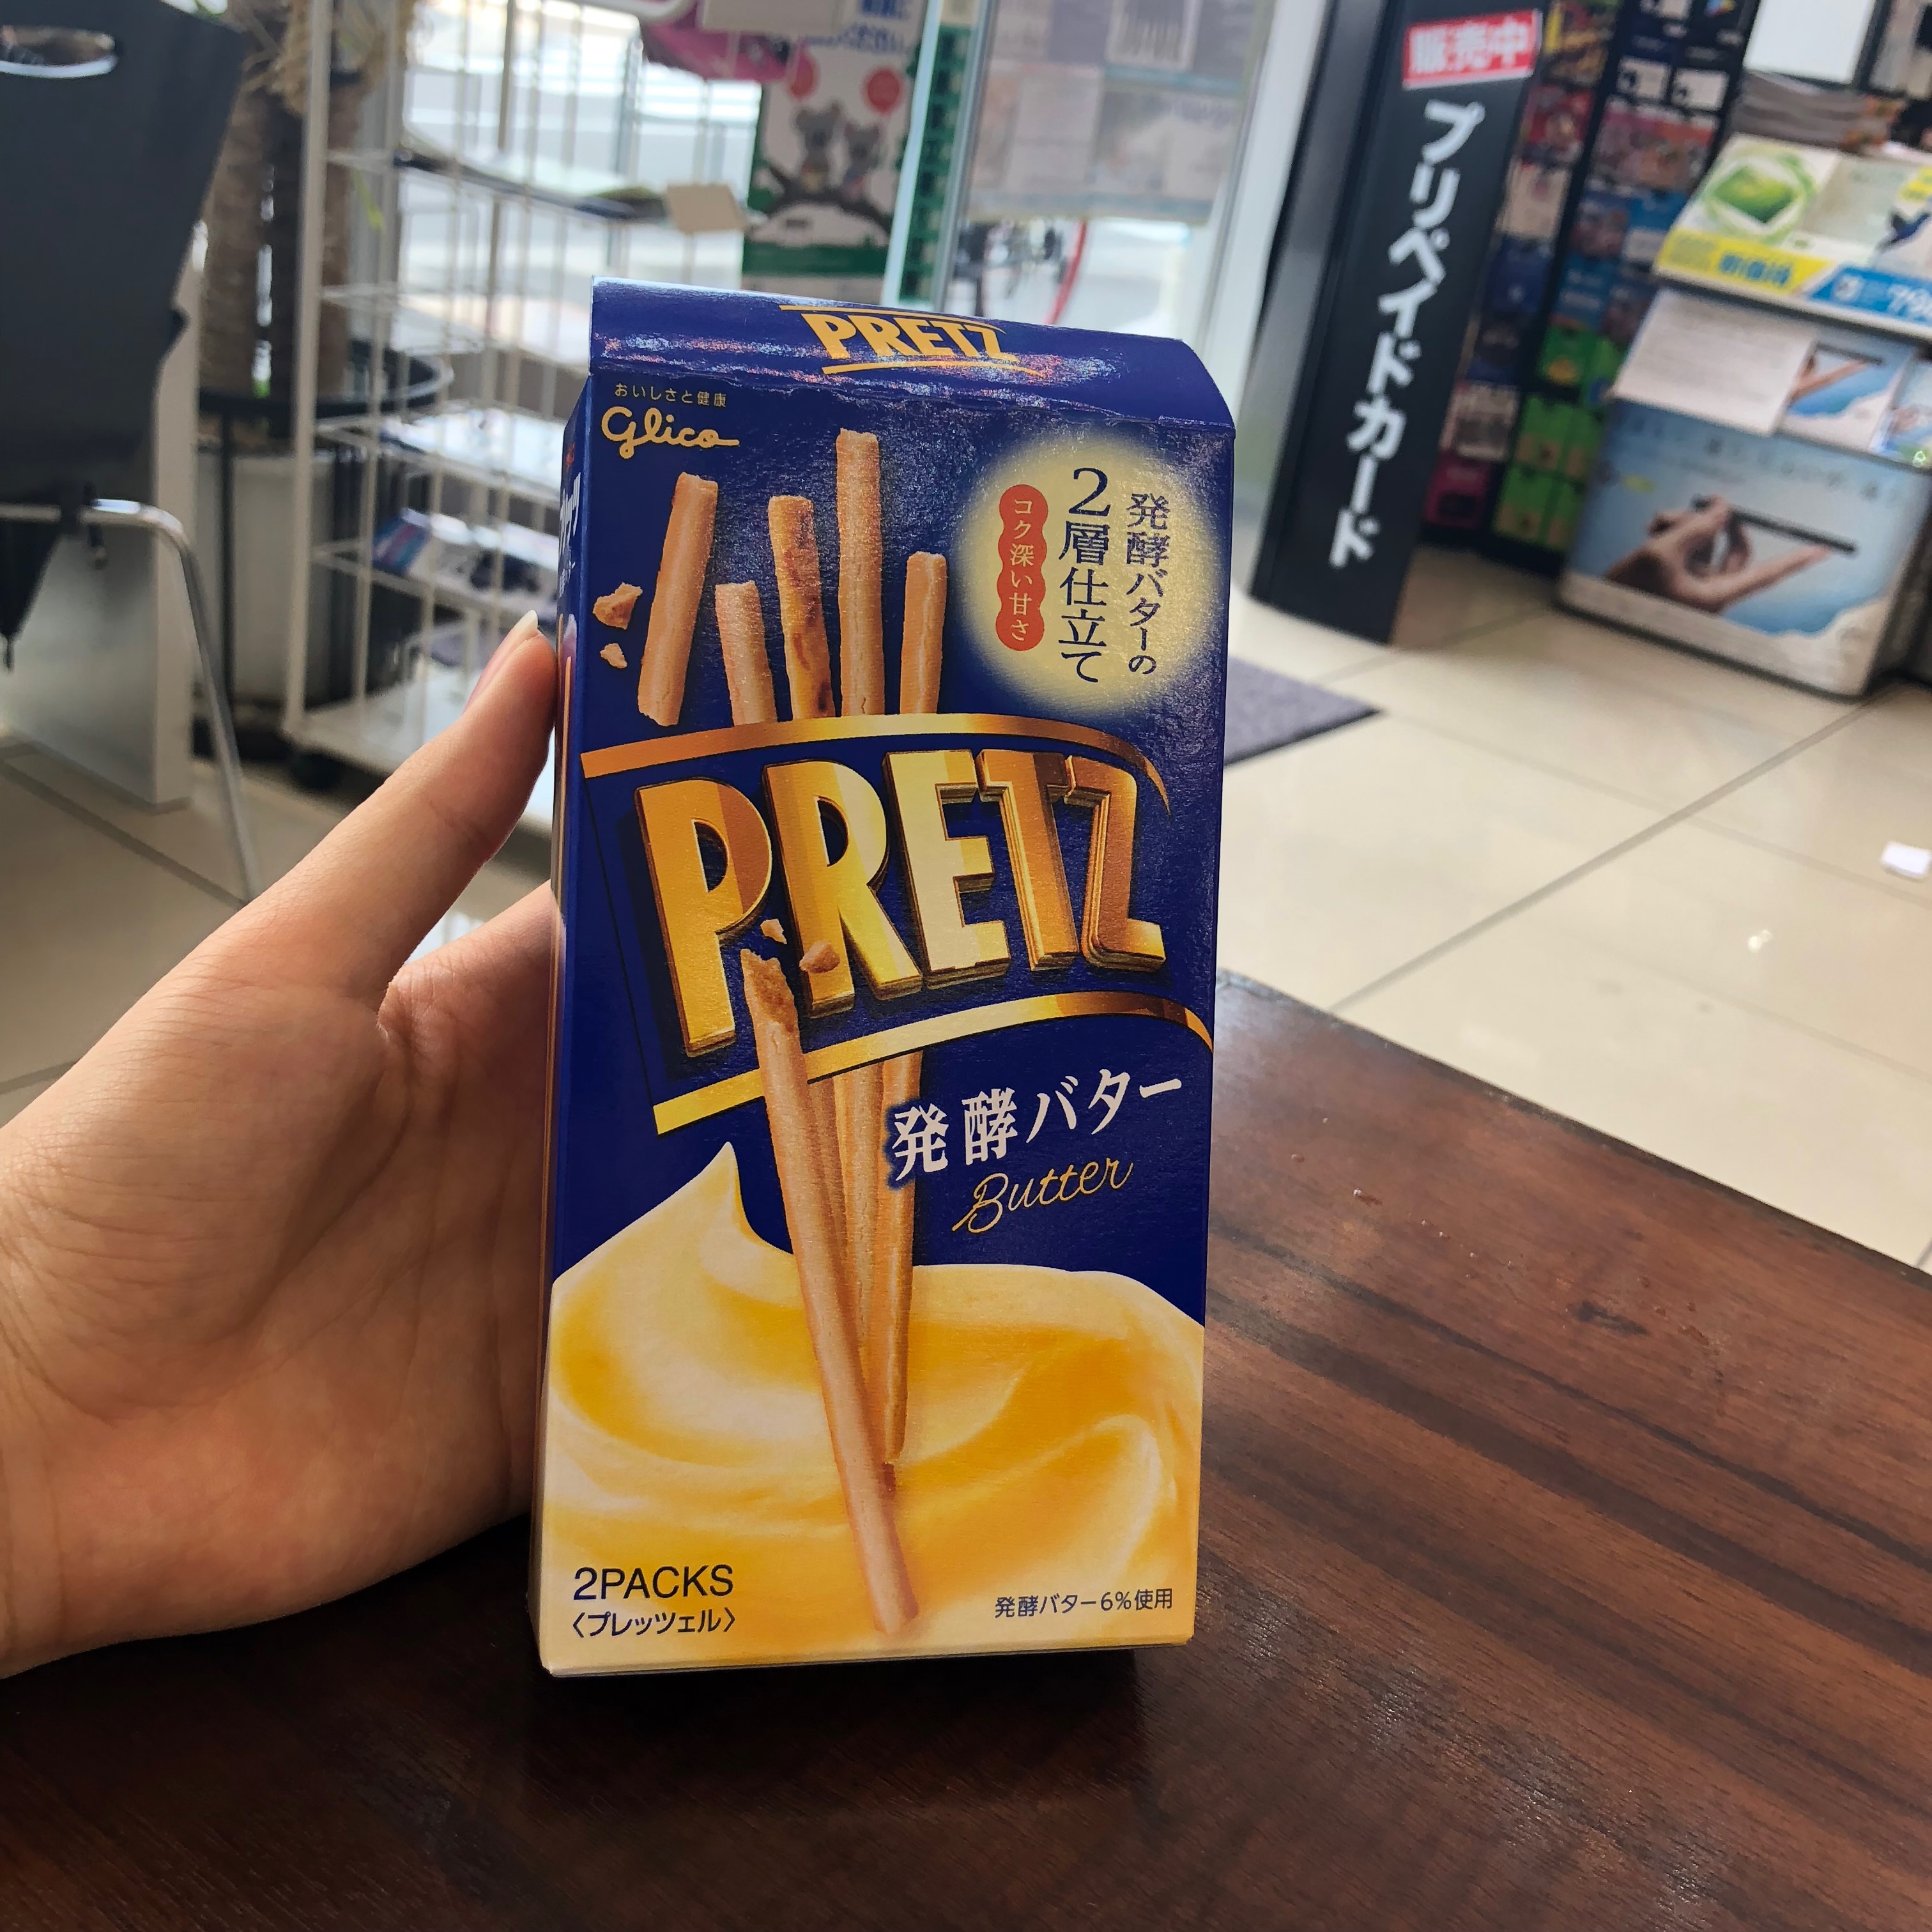 PRETZ
おいしさと健康
Glico
発酵バターの
2層仕立て
コク深い甘さ
PRETZ
発酵バター
Butter
2PACKS
〈プレッツェル〉
発酵バター6%使用
販売中
プリペイドカード